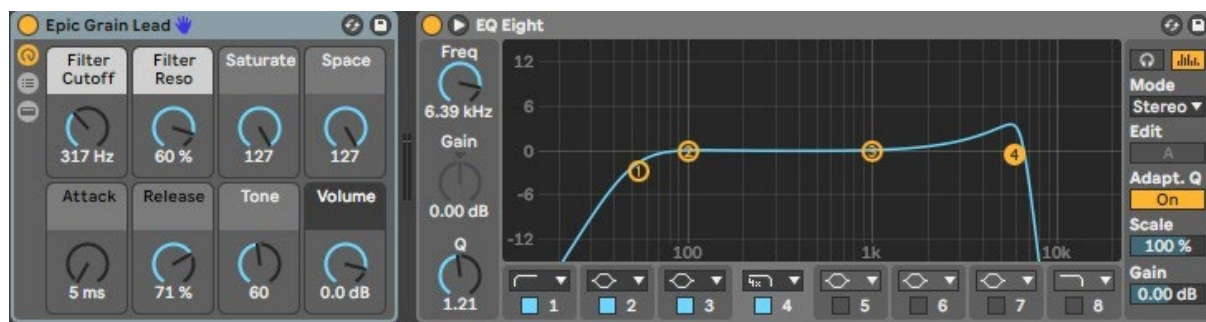 Epic Grain Lead
Filter Cutoff
Filter Reso
Saturate
Space
317 Hz
60 %
127
127
Attack
Release
Tone
Volume
5 ms
71 %
60
0.0 dB
EQ Eight
Freq
6.39 kHz
Gain
0.00 dB
Q
1.21
12
6
0
-6
-12
100
1k
10k
1
2
3
4
1
2
3
4x
4
5
6
7
8
Mode
Stereo
Edit
A
Adapt. Q
On
Scale
100 %
Gain
0.00 dB